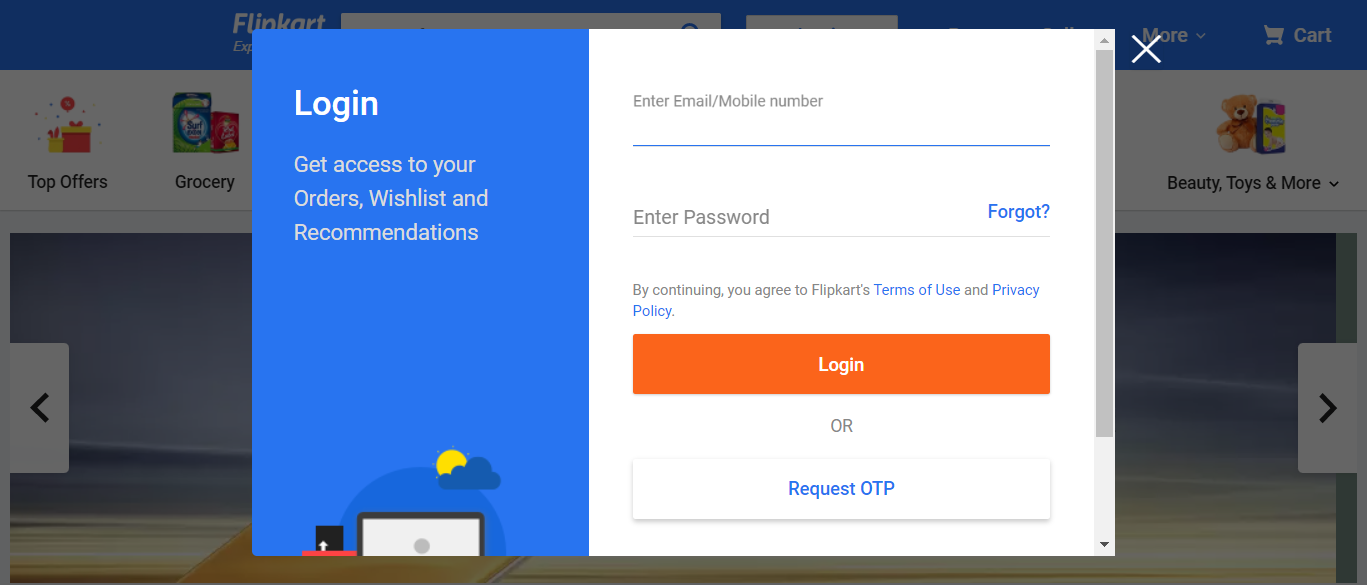 Flipkart
More
Cart
Login
Get access to your
Orders, Wishlist and
Recommendations
Enter Email/Mobile number
Enter Password
Forgot?
By continuing, you agree to Flipkart's Terms of Use and Privacy
Policy.
Login
OR
Request OTP
Top Offers
Grocery
Surf
Beauty, Toys & More